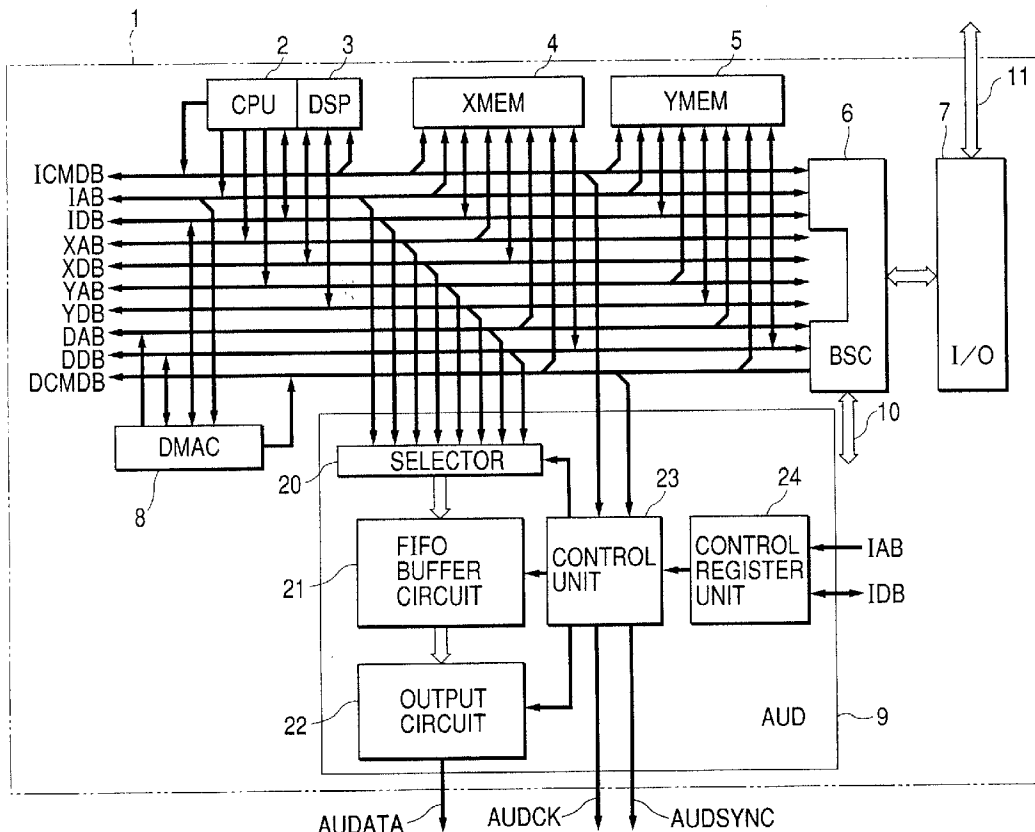 1
2
3
4
5
CPU
DSP
XMEM
YMEM
6
7
11
ICMDB
IAB
IDB
XAB
XDB
YAB
YDB
DAB
DDB
DCMDB
BSC
I/O
DMAC
8
10
SELECTOR
20
23
24
FIFO
BUFFER
CIRCUIT
21
CONTROL
UNIT
CONTROL
REGISTER
UNIT
IAB
IDB
OUTPUT
CIRCUIT
22
AUD
9
AUDATA
AUDCK
AUDSYNC